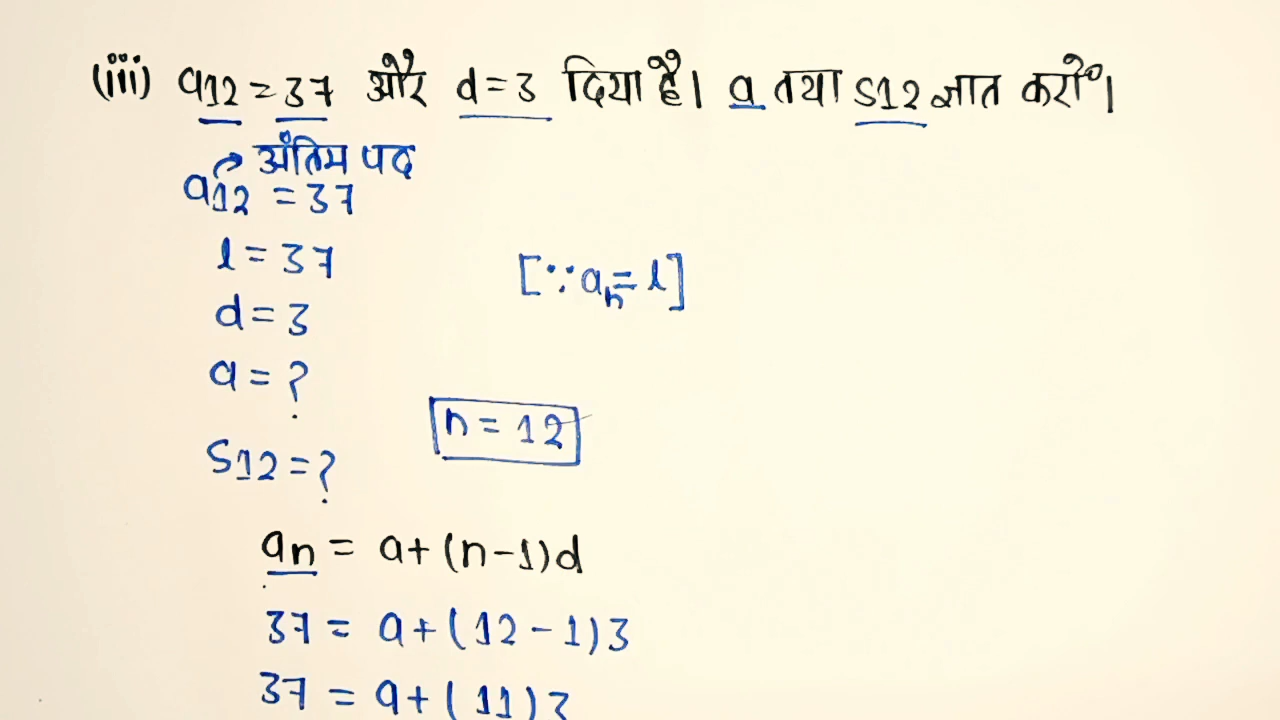 (iii) a12 = 37 और d = 3 दिया है। a तथा S12 ज्ञात करों।
अंतिम पद
a12 = 37
l = 37
[∵ an = l]
d = 3
a = ?
n = 12
S12 = ?
an = a + (n - 1)d
37 = a + (12 - 1)3
37 = a + (11)3